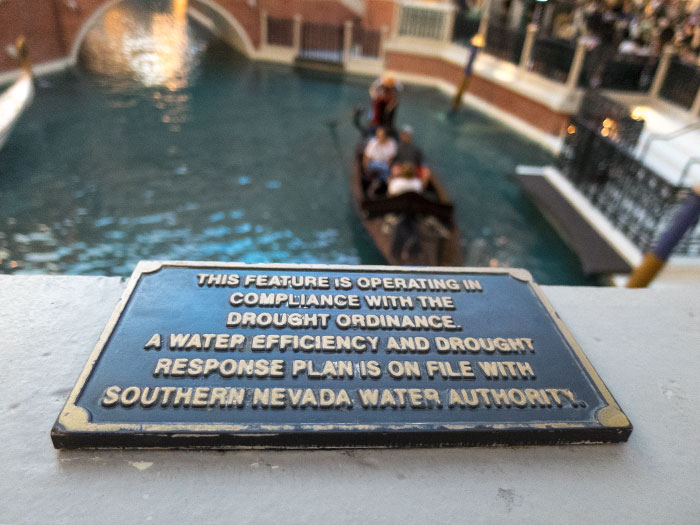 THIS FEATURE IS OPERATING IN
COMPLIANCE WITH THE
DROUGHT ORDINANCE.
A WATER EFFICIENCY AND DROUGHT
RESPONSE PLAN IS ON FILE WITH
SOUTHERN NEVADA WATER AUTHORITY.